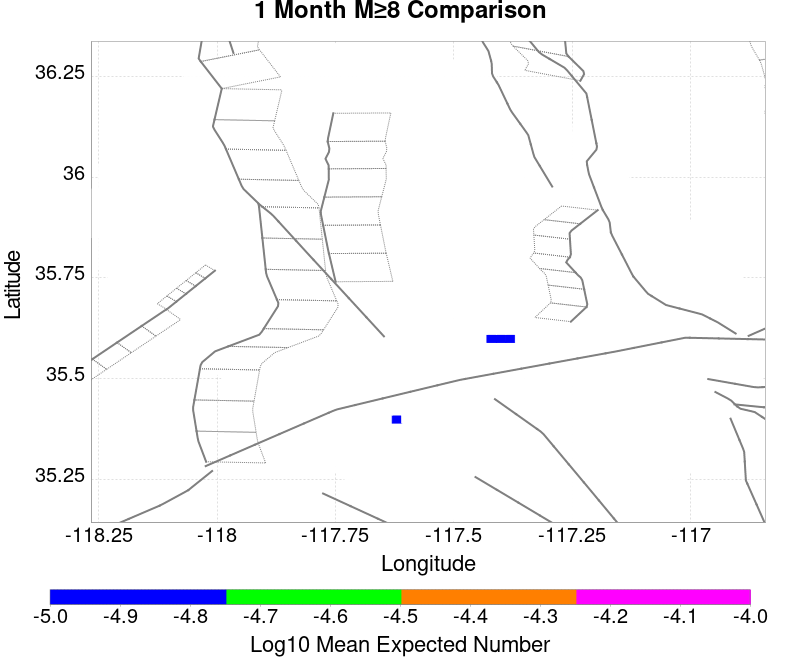 1 Month M≥8 Comparison
Latitude
36.25
36
35.75
35.5
35.25
-118.25 -118 -117.75 -117.5 -117.25 -117
Longitude
-5.0 -4.9 -4.8 -4.7 -4.6 -4.5 -4.4 -4.3 -4.2 -4.1 -4.0
Log10 Mean Expected Number